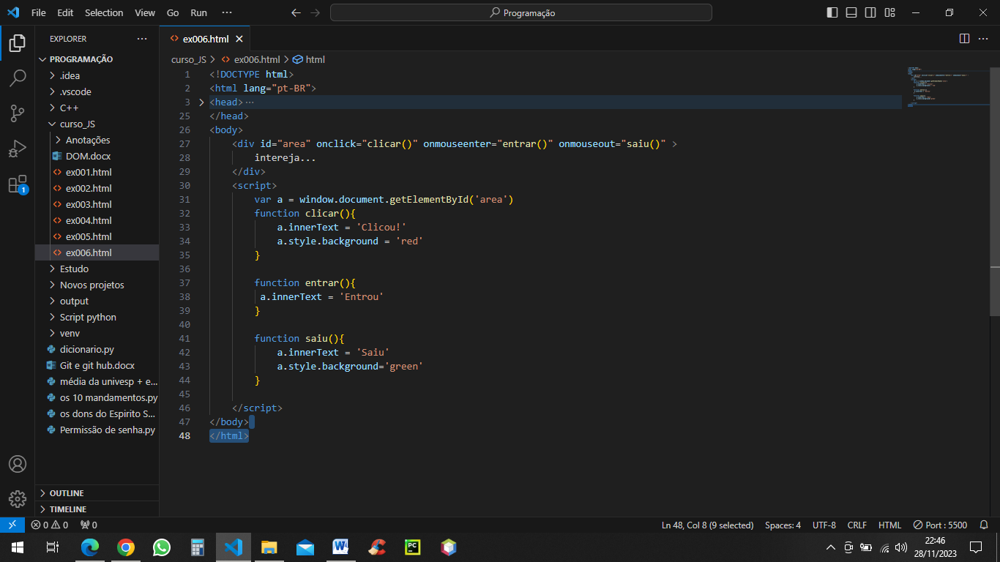 File Edit Selection View Go Run ···
Programação
EXPLORER ···
PROGRAMAÇÃO
.idea
.vscode
C++
curso_JS
Anotações
DOM.docx
ex001.html
ex002.html
ex003.html
ex004.html
ex005.html
ex006.html
Estudo
Novos projetos
output
Script python
venv
dicionario.py
Git e git hub.docx
média da univesp + e...
os 10 mandamentos.py
os dons do Espirito S...
Permissão de senha.py
OUTLINE
TIMELINE
1
ex006.html
curso_JS > ex006.html > html
1 <!DOCTYPE html>
2 <html lang="pt-BR">
3 <head> ···
25 </head>
26 <body>
27 <div id="area" onclick="clicar()" onmouseenter="entrar()" onmouseout="saiu()" >
28 intereja...
29 </div>
30 <script>
31 var a = window.document.getElementById('area')
32 function clicar(){
33 a.innerText = 'Clicou!'
34 a.style.background = 'red'
35 }
36
37 function entrar(){
38 a.innerText = 'Entrou'
39 }
40
41 function saiu(){
42 a.innerText = 'Saiu'
43 a.style.background='green'
44 }
45
46 </script>
47 </body>
48 </html>
0 0 0 Ln 48, Col 8 (9 selected) Spaces: 4 UTF-8 CRLF HTML Port : 5500
W PC
22:46
28/11/2023